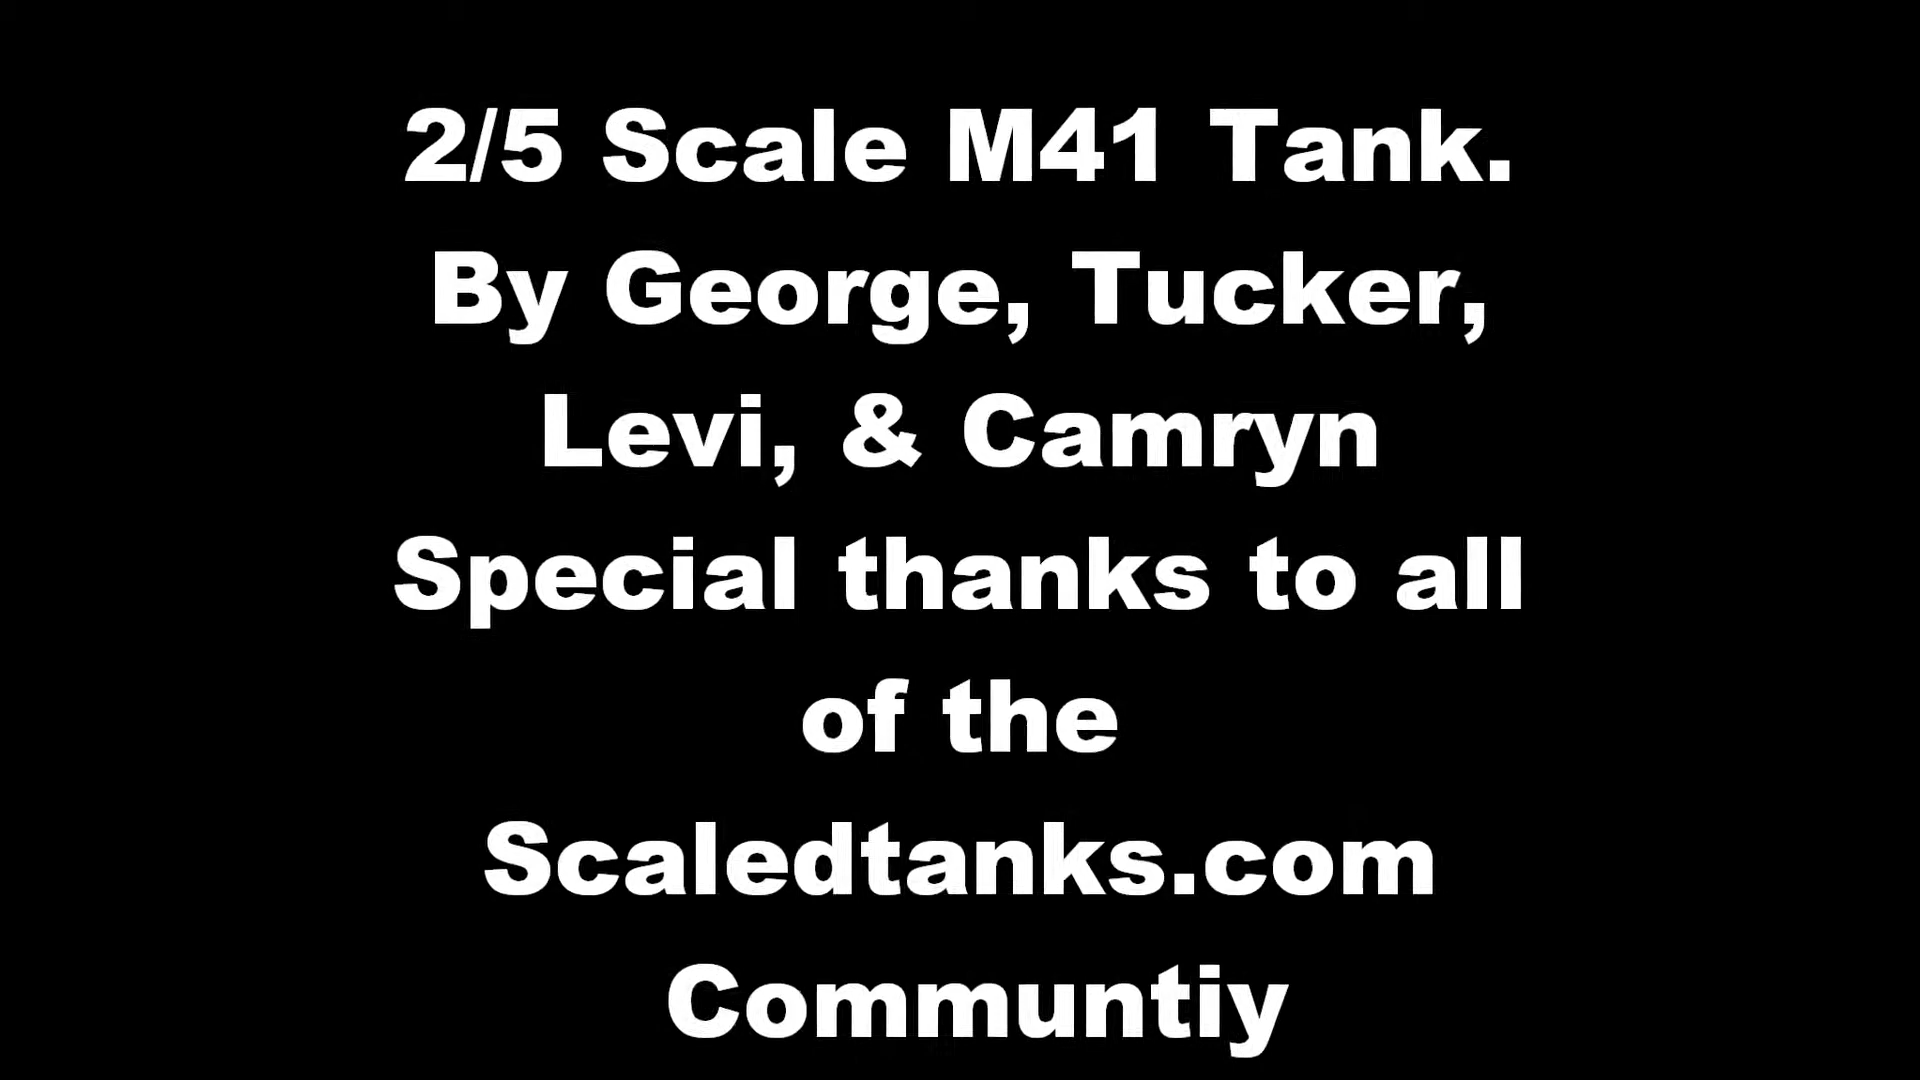 2/5 Scale M41 Tank.
By George, Tucker,
Levi, & Camryn
Special thanks to all
of the
Scaledtanks.com
Communtiy